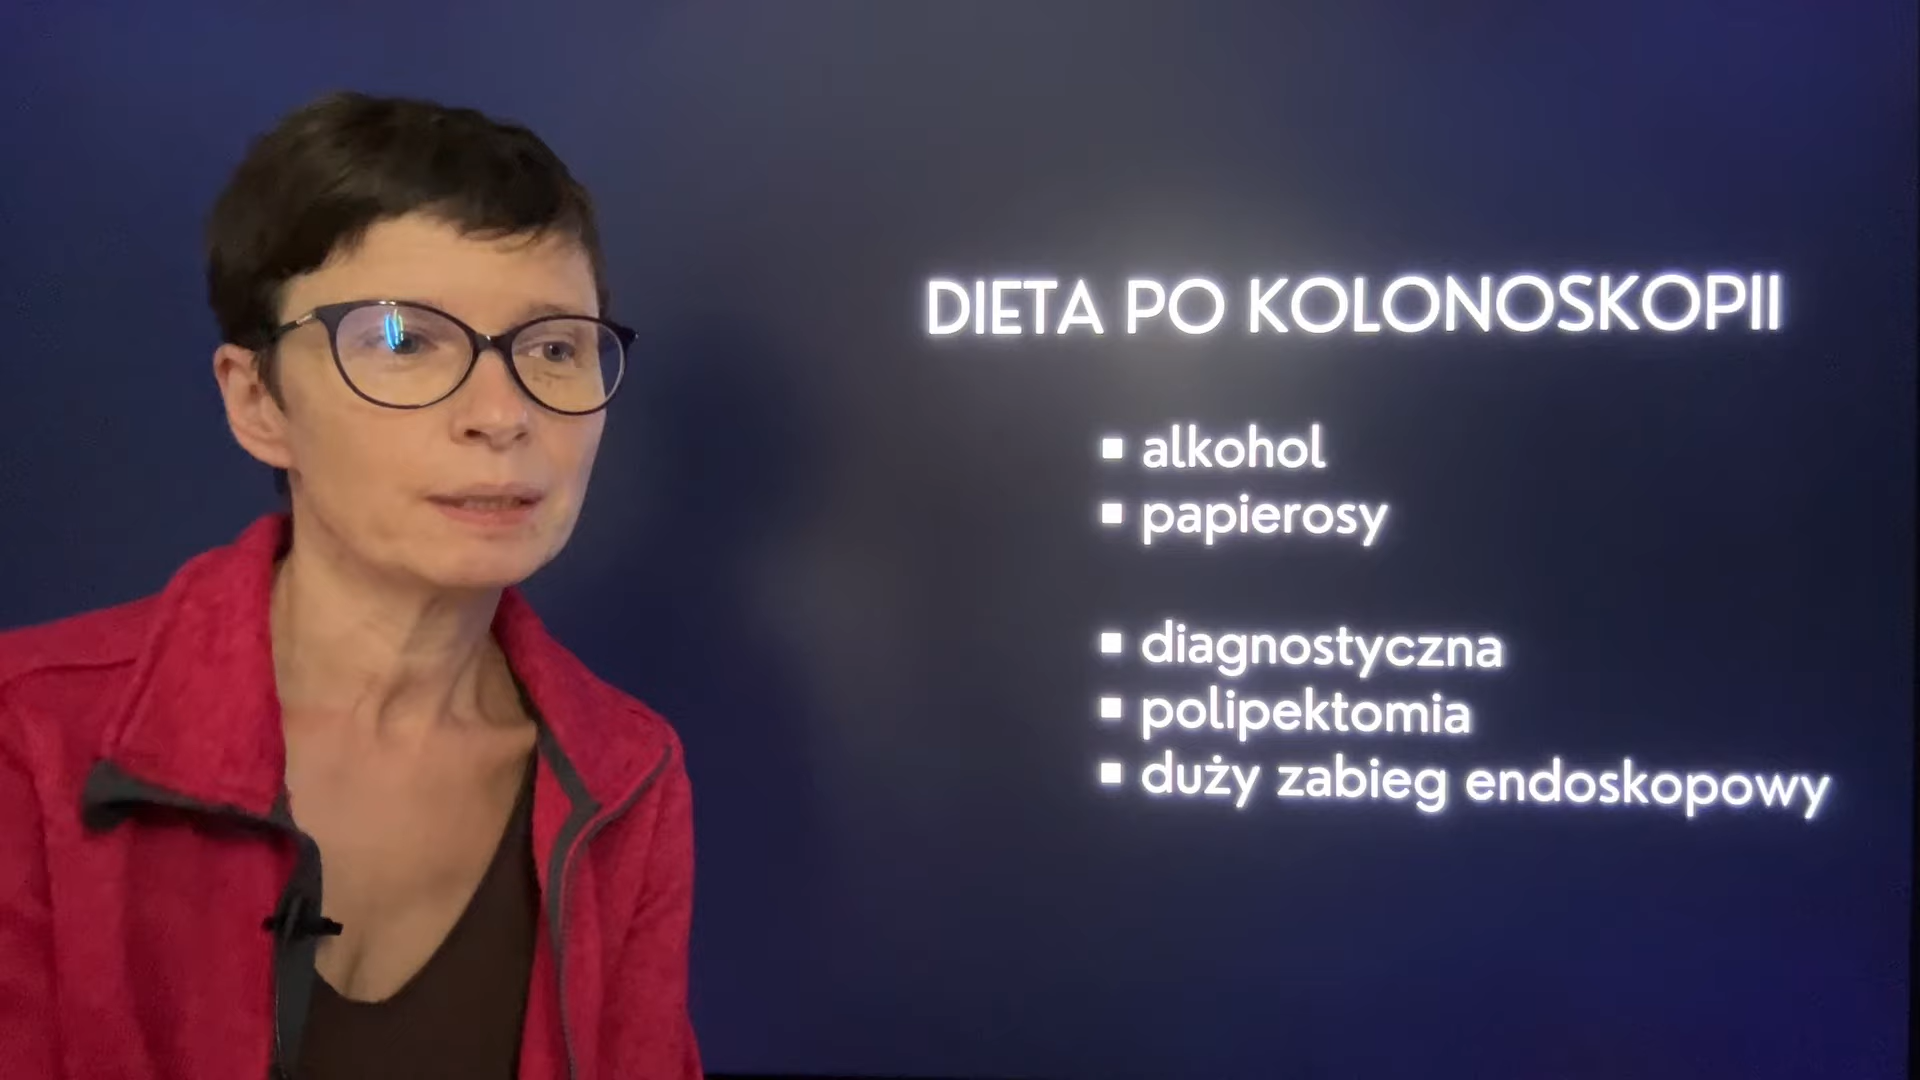 DIETA PO KOLONOSKOPII
▪ alkohol
▪ papierosy
▪ diagnostyczna
▪ polipektomia
▪ duży zabieg endoskopowy